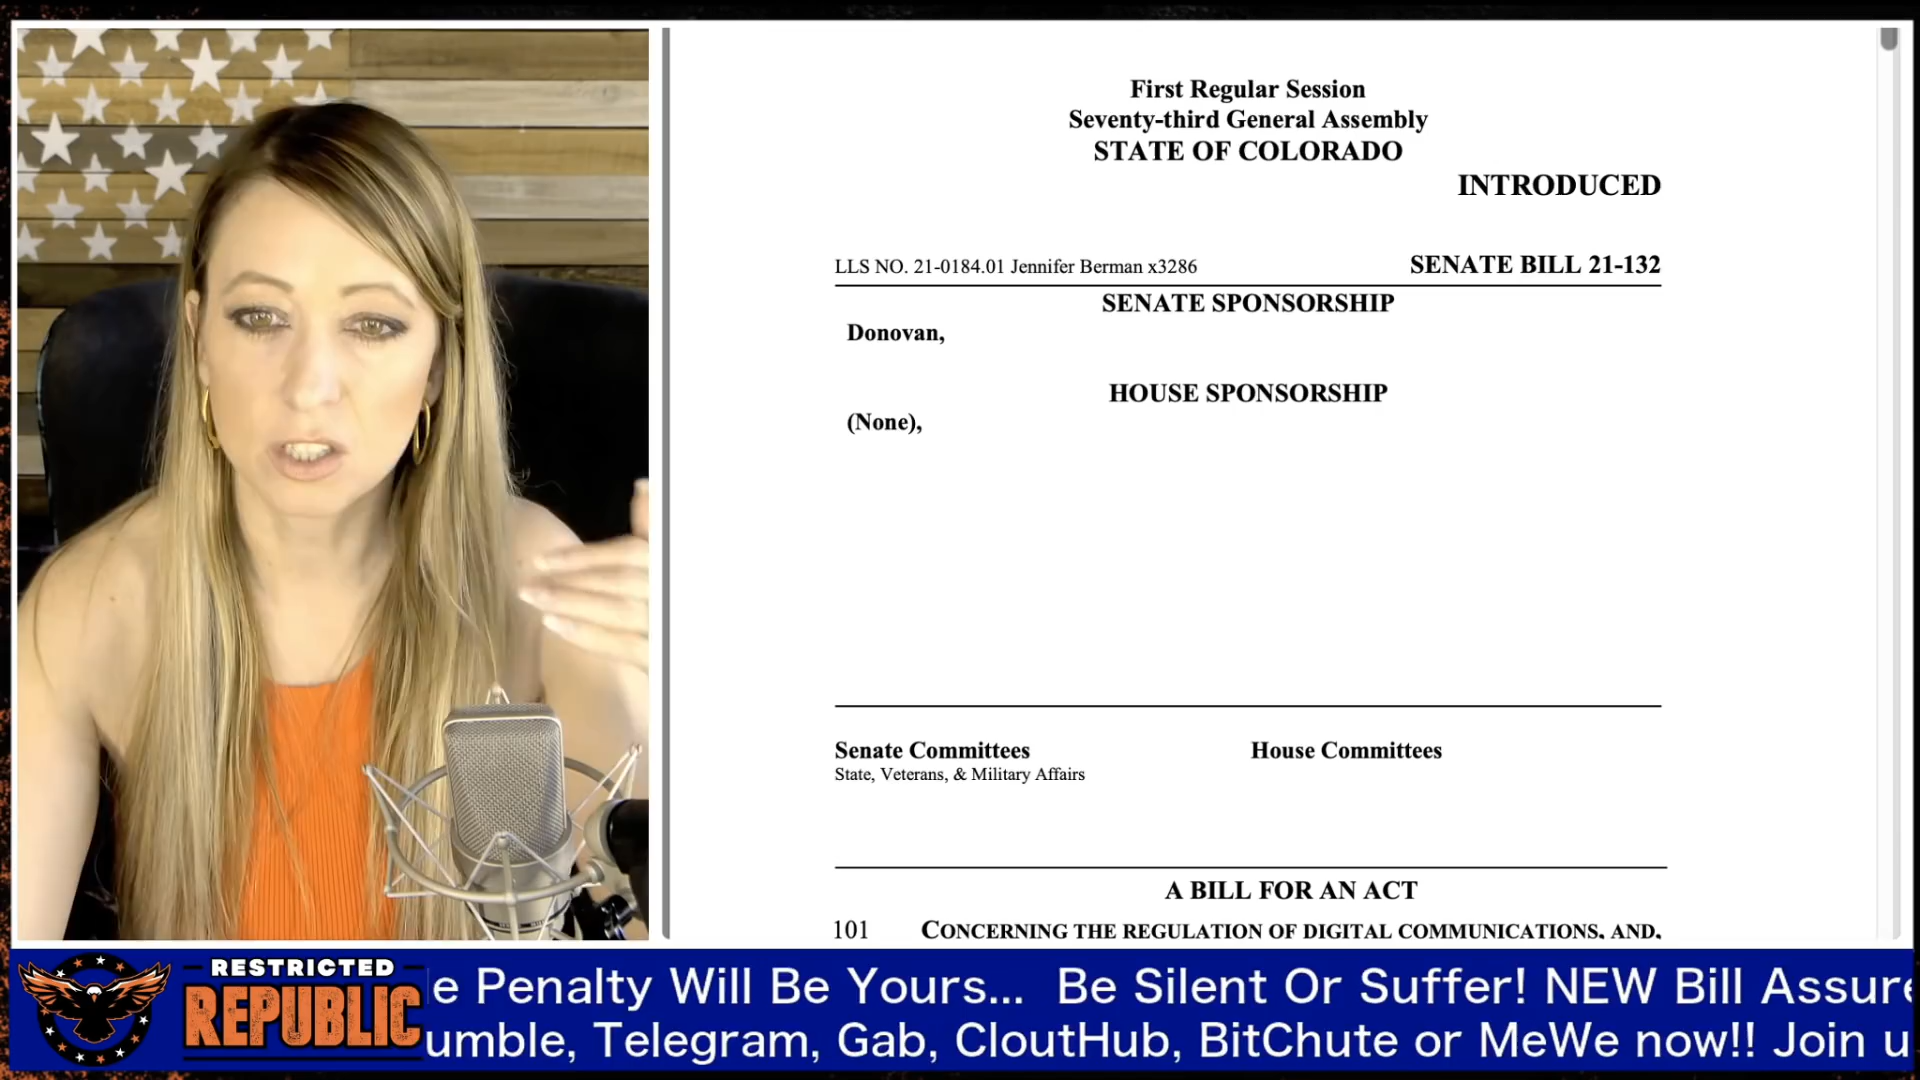 First Regular Session
Seventy-third General Assembly
STATE OF COLORADO
INTRODUCED
LLS NO. 21-0184.01 Jennifer Berman x3286
SENATE BILL 21-132
SENATE SPONSORSHIP
Donovan,
HOUSE SPONSORSHIP
(None),
Senate Committees
House Committees
State, Veterans, & Military Affairs
A BILL FOR AN ACT
101 CONCERNING THE REGULATION OF DIGITAL COMMUNICATIONS, AND,
RESTRICTED
REPUBLIC
e Penalty Will Be Yours... Be Silent Or Suffer! NEW Bill Assure
umble, Telegram, Gab, CloutHub, BitChute or MeWe now!! Join u